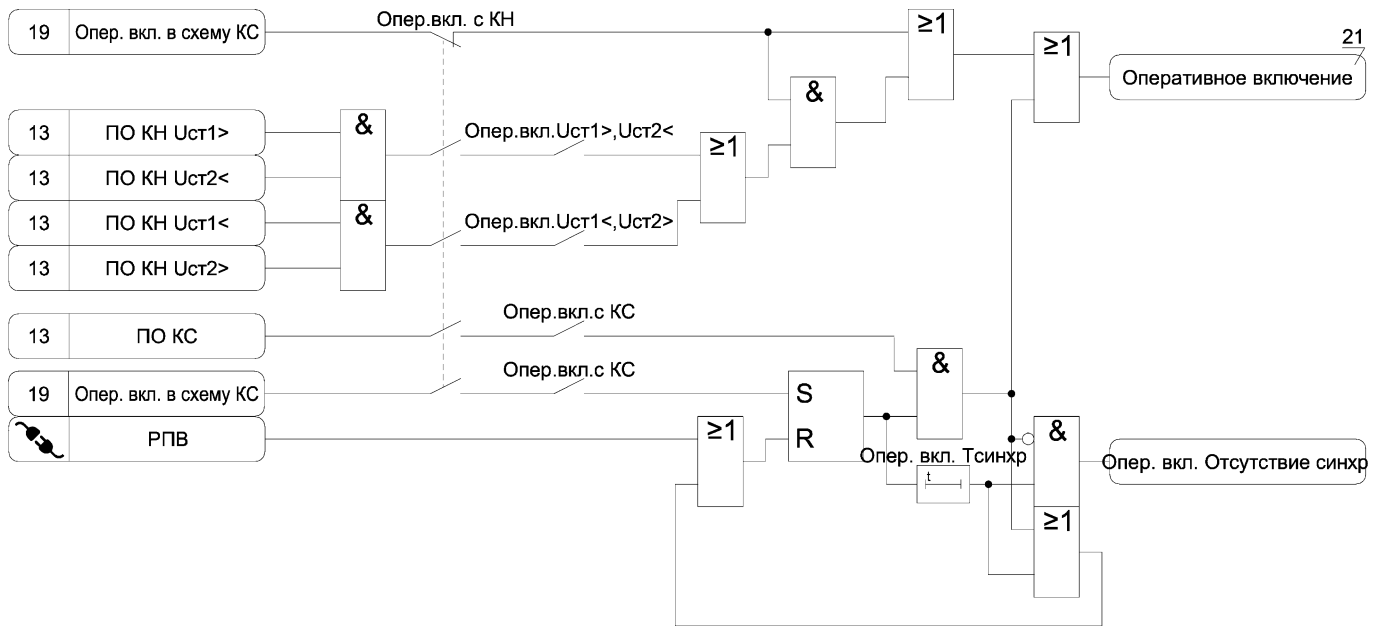 19 Опер. вкл. в схему КС
Опер.вкл. с КН
≥1
≥1
21
Оперативное включение
&
13 ПО КН Uст1>
&
Опер.вкл.Uст1>,Uст2<
≥1
13 ПО КН Uст2<
13 ПО КН Uст1<
&
Опер.вкл.Uст1<,Uст2>
13 ПО КН Uст2>
13 ПО КС
Опер.вкл.с КС
&
19 Опер. вкл. в схему КС
Опер.вкл.с КС
S
R
РПВ
≥1
Опер. вкл. Тсинхр
t
&
Опер. вкл. Отсутствие синхр
≥1